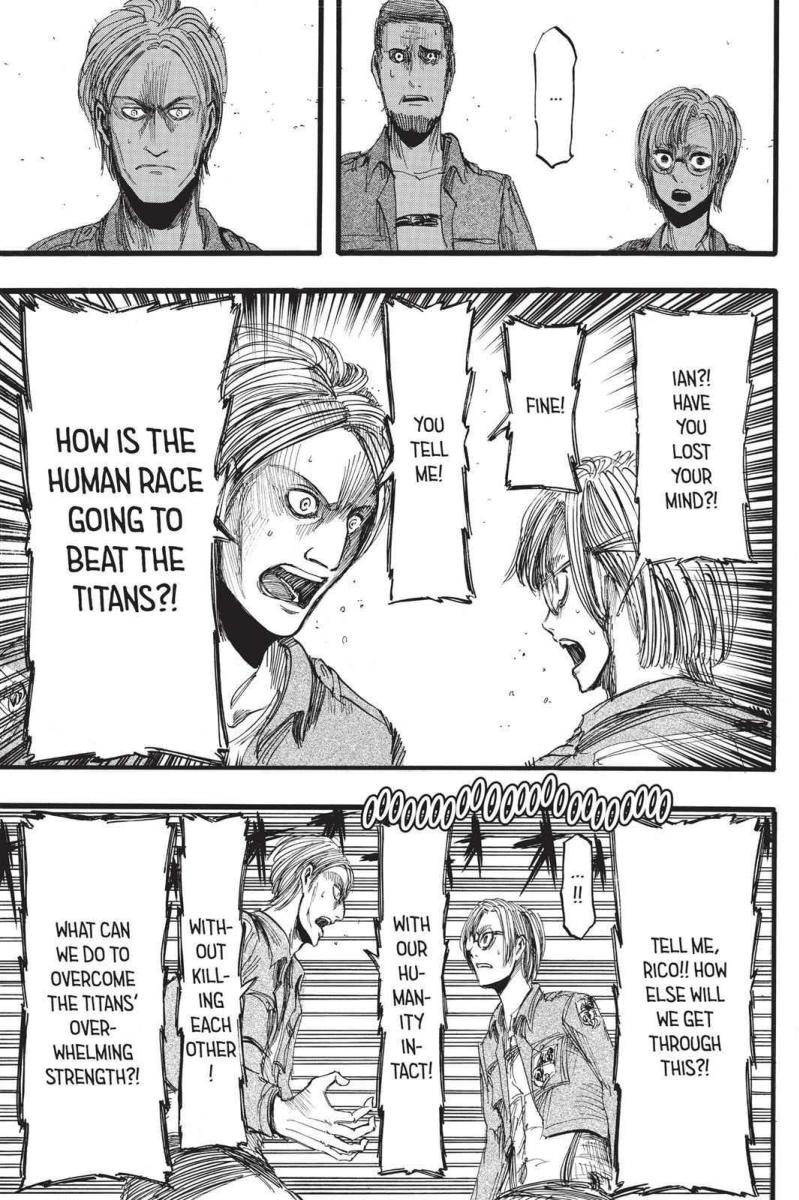 ...
IAN?!
HAVE
YOU
LOST
YOUR
MIND?!
FINE!
YOU
TELL
ME!
HOW IS THE
HUMAN RACE
GOING TO
BEAT THE
TITANS?!
TELL ME,
RICO!! HOW
ELSE WILL
WE GET
THROUGH
THIS?!
...
!!
WITH
OUR
HU-
MAN-
ITY
IN-
TACT!
WITH-
OUT
KILL-
ING
EACH
OTHER
!
WHAT CAN
WE DO TO
OVERCOME
THE TITANS'
OVER-
WHELMING
STRENGTH?!